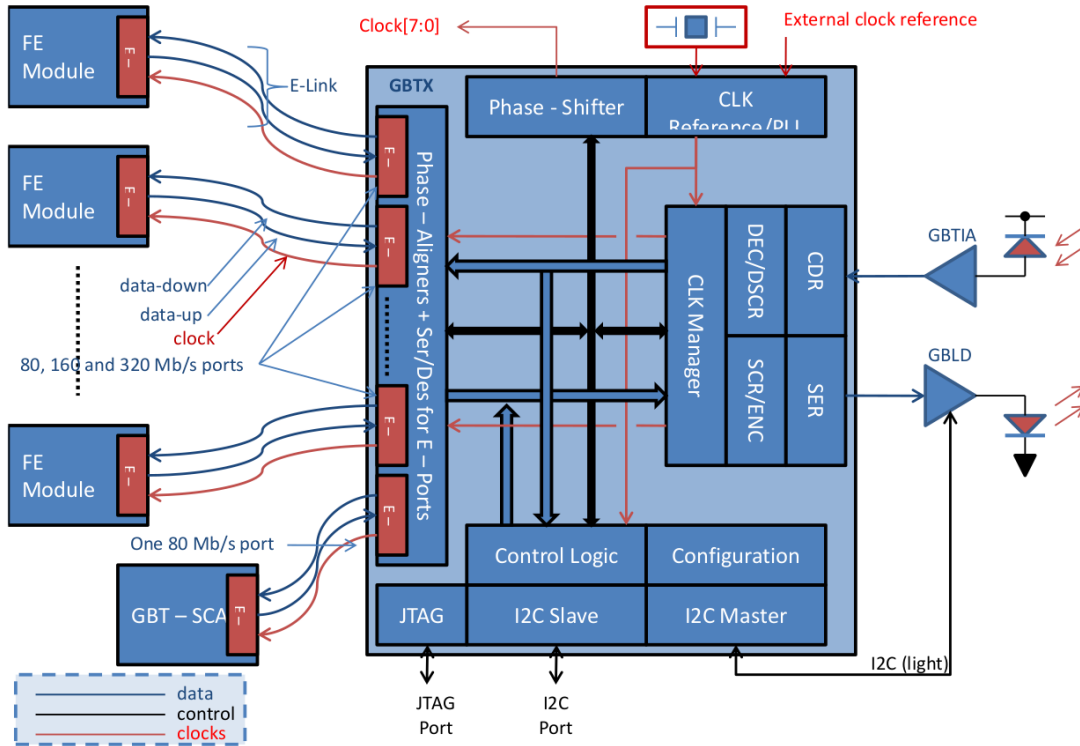 FE
Module
E –
E-Link
Clock[7:0]
External clock reference
GBTX
Phase - Shifter
CLK
Reference/PLL
FE
Module
E –
E –
E –
Phase – Aligners + Ser/Des for E – Ports
data-down
data-up
clock
80, 160 and 320 Mb/s ports
CLK Manager
DEC/DSCR
CDR
SCR/ENC
SER
GBTIA
GBLD
FE
Module
E –
E –
E –
One 80 Mb/s port
GBT – SCA
E –
Control Logic
Configuration
JTAG
I2C Slave
I2C Master
I2C (light)
JTAG
Port
I2C
Port
data
control
clocks